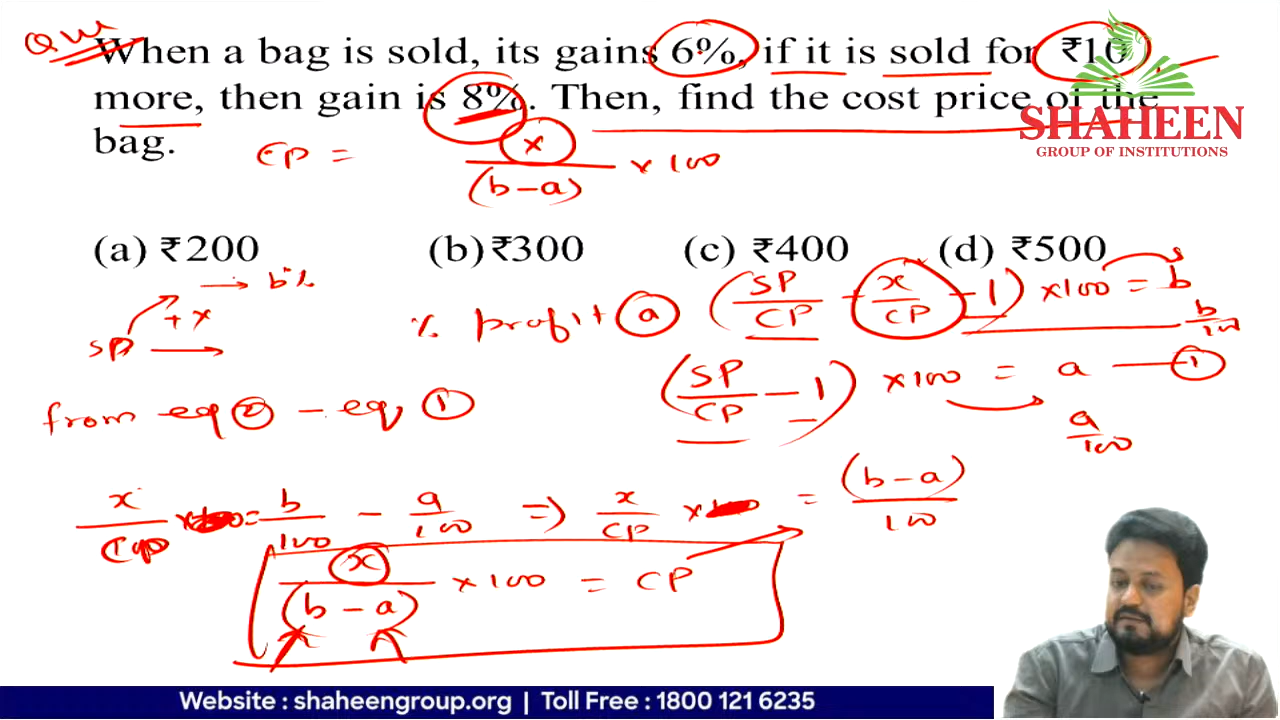 QW
When a bag is sold, its gains 6%, if it is sold for ₹10
more, then gain is 8%. Then, find the cost price of the
bag.
SHAHEEN
GROUP OF INSTITUTIONS
CP = x / (b-a) × 100
(a) ₹200 (b) ₹300 (c) ₹400 (d) ₹500
SP + x → b%
% profit a
(SP/CP + x/CP - 1) × 100 = b
b/100
(SP/CP - 1) × 100 = a — 1
a/100
from eq 2 - eq 1
x/CP = b/100 - a/100 ⇒ x/CP = (b-a)/100
x/(b-a) × 100 = CP
Website : shaheengroup.org | Toll Free : 1800 121 6235